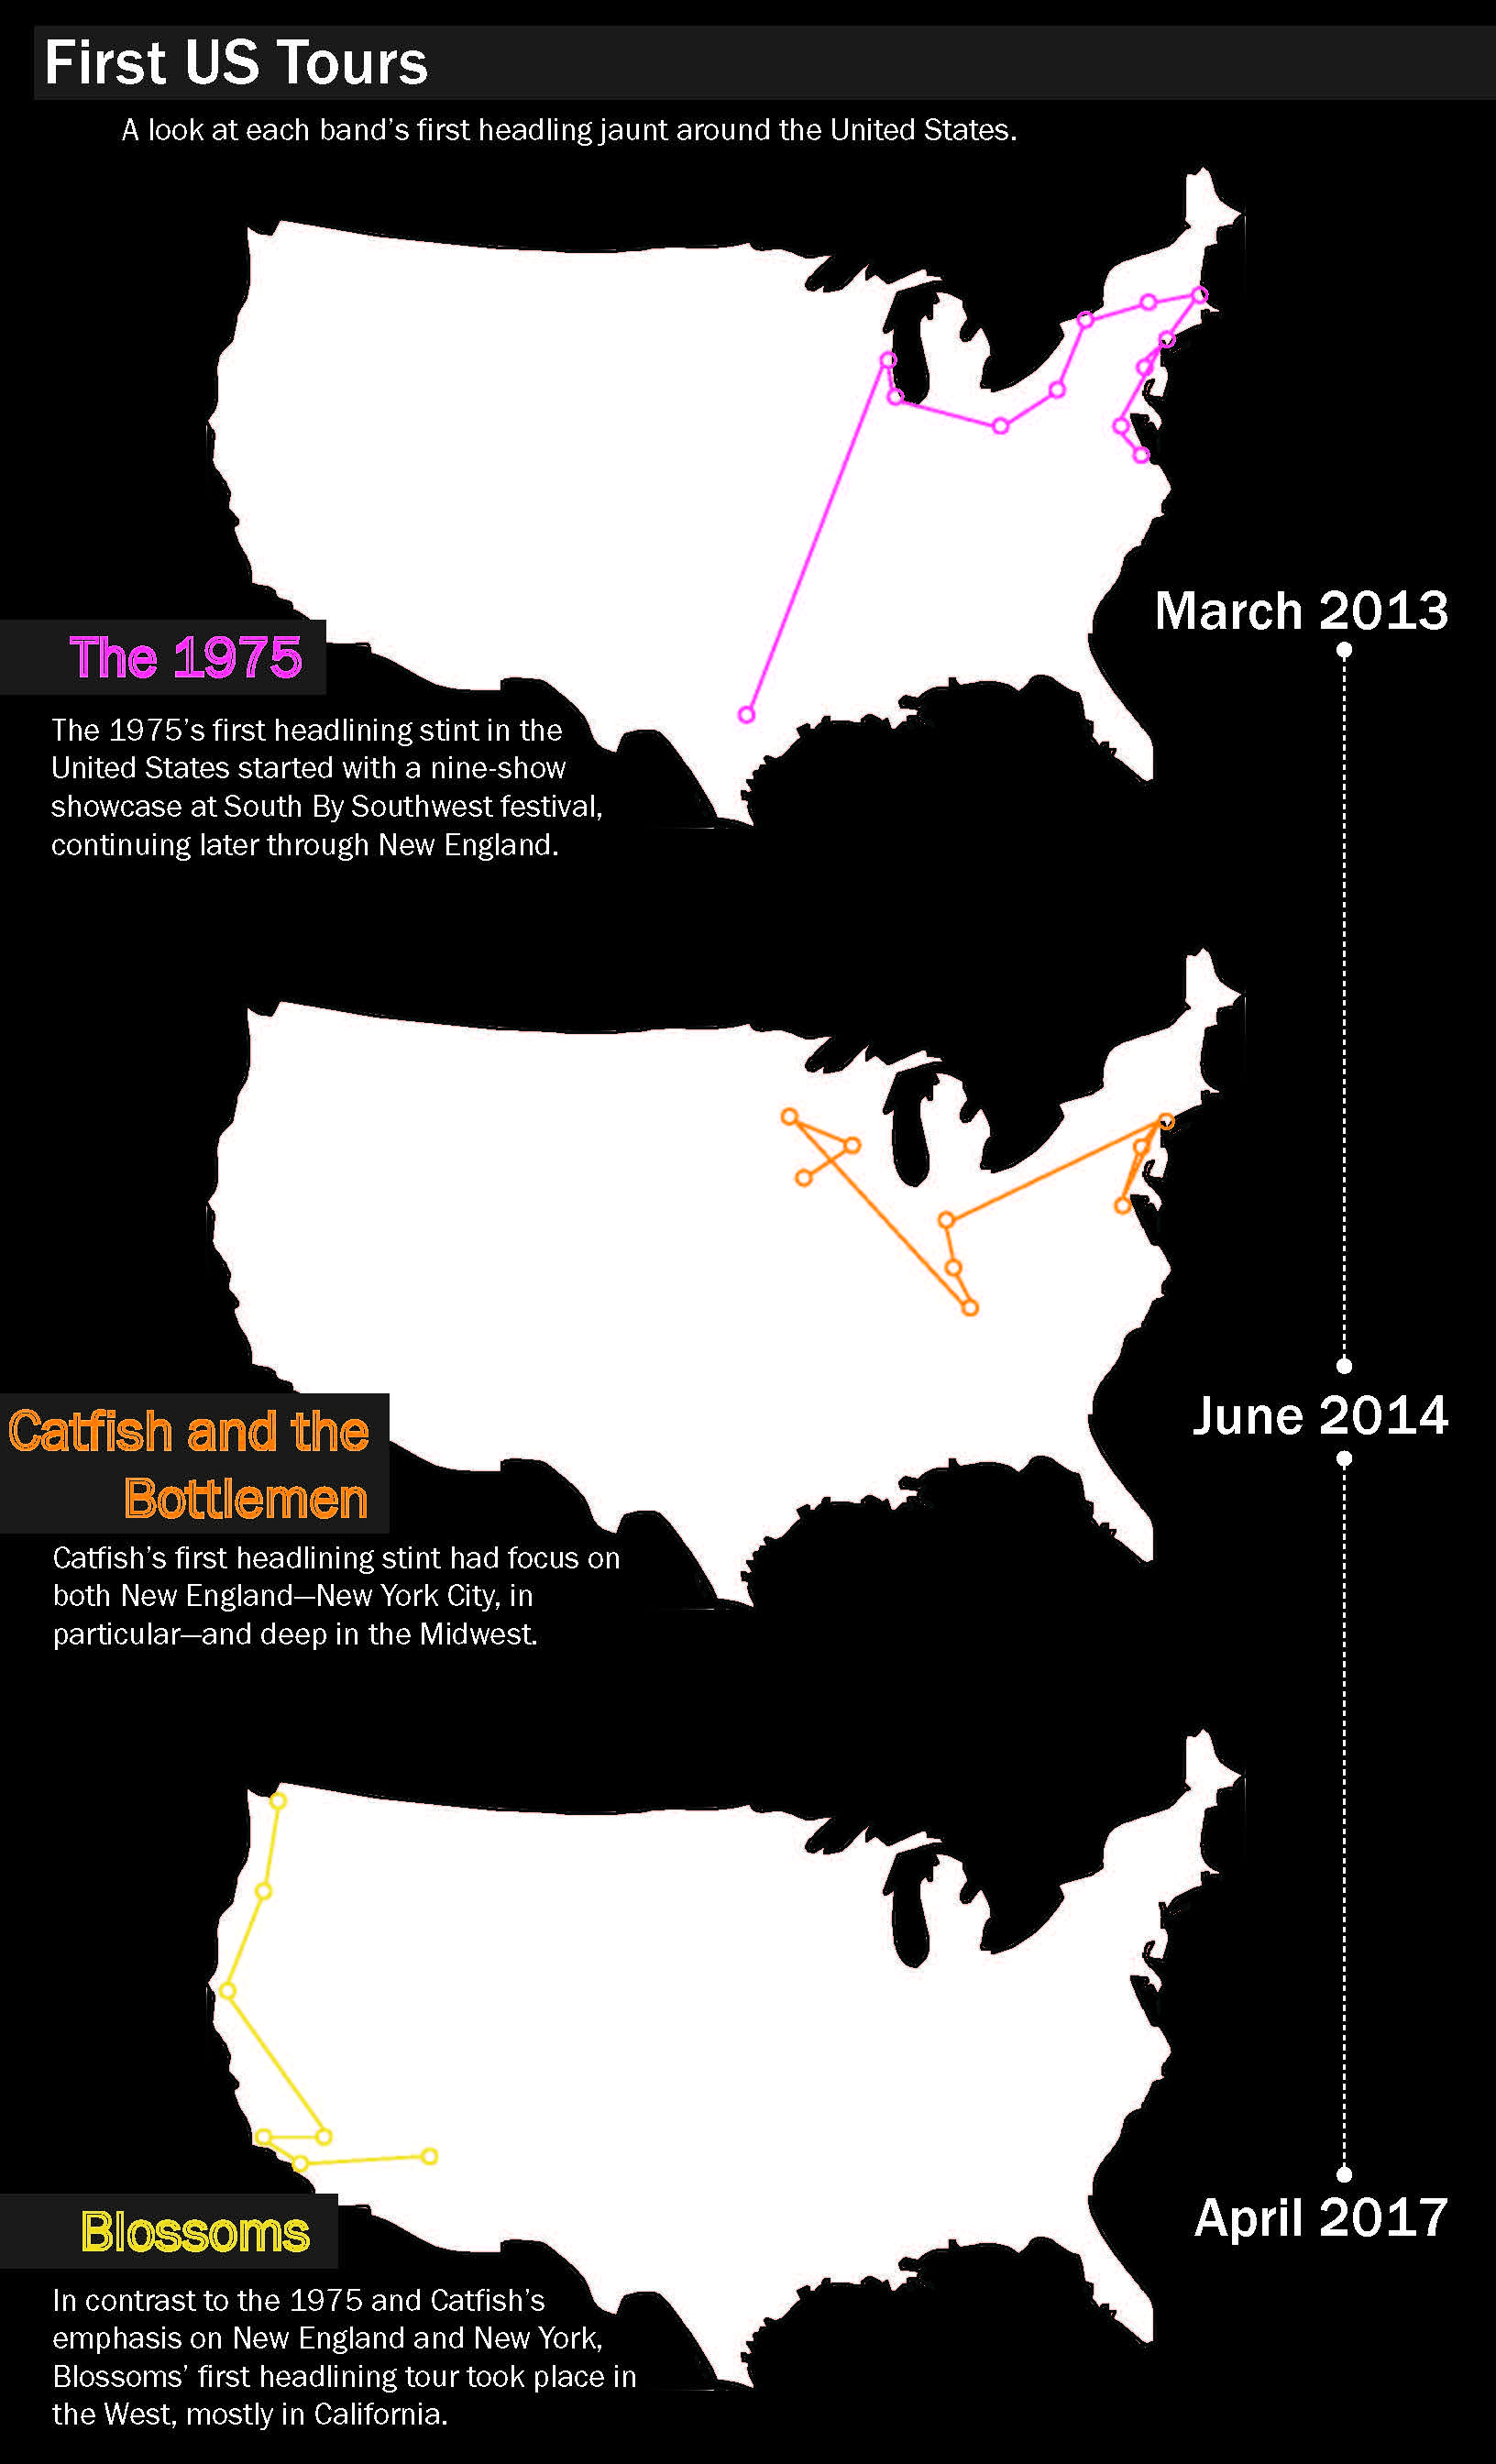 First US Tours
A look at each band’s first headling jaunt around the United States.
March 2013
The 1975
The 1975’s first headlining stint in the
United States started with a nine-show
showcase at South By Southwest festival,
continuing later through New England.
June 2014
Catfish and the
Bottlemen
Catfish’s first headlining stint had focus on
both New England—New York City, in
particular—and deep in the Midwest.
April 2017
Blossoms
In contrast to the 1975 and Catfish’s
emphasis on New England and New York,
Blossoms’ first headlining tour took place in
the West, mostly in California.